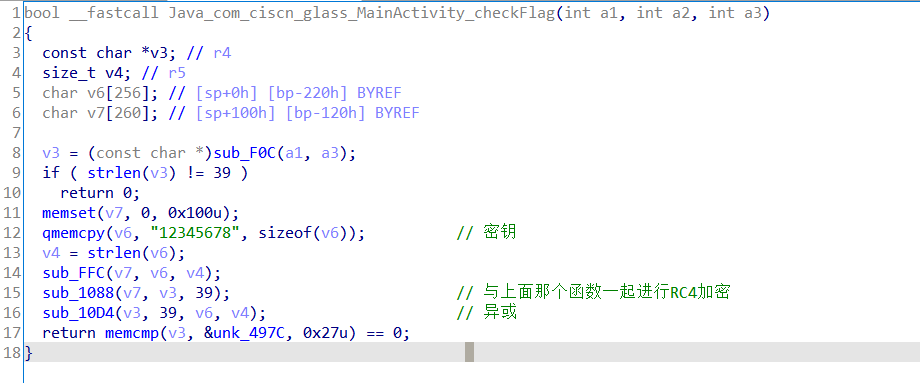 1 bool __fastcall Java_com_ciscn_glass_MainActivity_checkFlag(int a1, int a2, int a3)
2 {
3 const char *v3; // r4
4 size_t v4; // r5
5 char v6[256]; // [sp+0h] [bp-220h] BYREF
6 char v7[260]; // [sp+100h] [bp-120h] BYREF
7
8 v3 = (const char *)sub_F0C(a1, a3);
9 if ( strlen(v3) != 39 )
10 return 0;
11 memset(v7, 0, 0x100u);
12 qmemcpy(v6, "12345678", sizeof(v6)); // 密钥
13 v4 = strlen(v6);
14 sub_FFC(v7, v6, v4);
15 sub_1088(v7, v3, 39); // 与上面那个函数一起进行RC4加密
16 sub_10D4(v3, 39, v6, v4); // 异或
17 return memcmp(v3, &unk_497C, 0x27u) == 0;
18 }